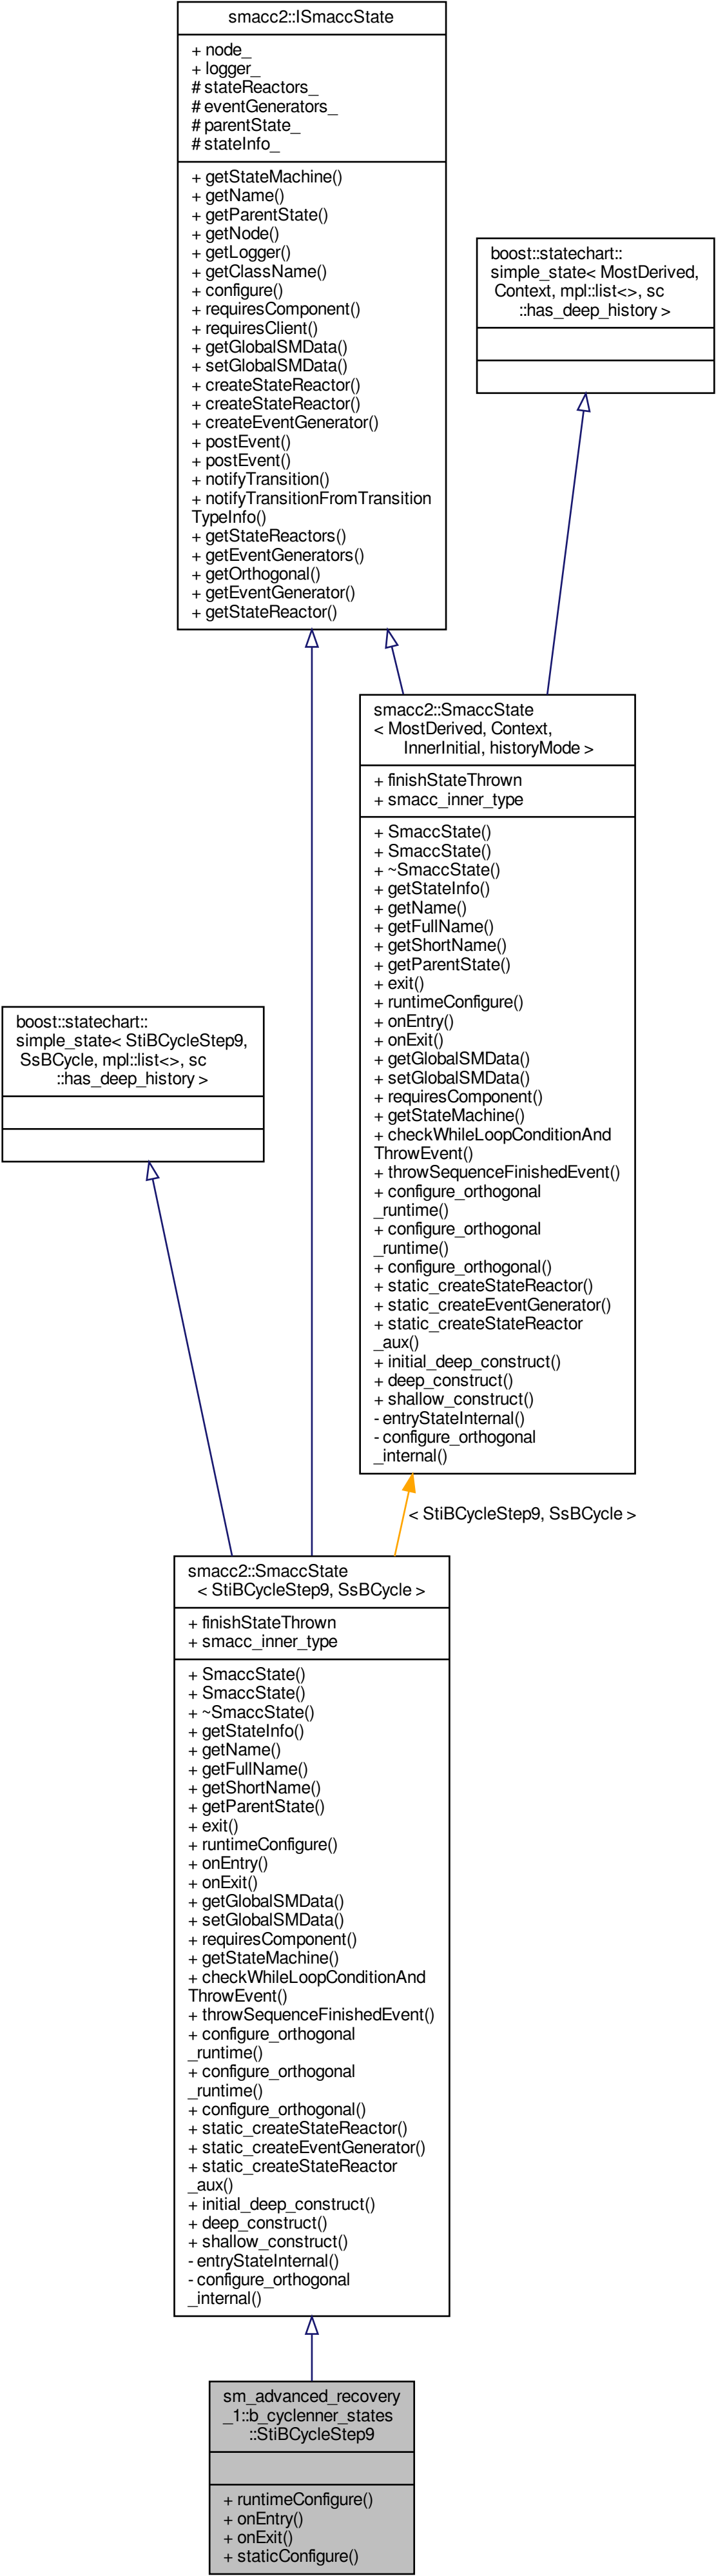 smacc2::ISmaccState
+ node_
+ logger_
# stateReactors_
# eventGenerators_
# parentState_
# stateInfo_
+ getStateMachine()
+ getName()
+ getParentState()
+ getNode()
+ getLogger()
+ getClassName()
+ configure()
+ requiresComponent()
+ requiresClient()
+ getGlobalSMData()
+ setGlobalSMData()
+ createStateReactor()
+ createStateReactor()
+ createEventGenerator()
+ postEvent()
+ postEvent()
+ notifyTransition()
+ notifyTransitionFromTransition
TypeInfo()
+ getStateReactors()
+ getEventGenerators()
+ getOrthogonal()
+ getEventGenerator()
+ getStateReactor()
boost::statechart::
simple_state< MostDerived,
Context, mpl::list<>, sc
::has_deep_history >
smacc2::SmaccState
< MostDerived, Context,
InnerInitial, historyMode >
+ finishStateThrown
+ smacc_inner_type
+ SmaccState()
+ SmaccState()
+ ~SmaccState()
+ getStateInfo()
+ getName()
+ getFullName()
+ getShortName()
+ getParentState()
+ exit()
+ runtimeConfigure()
+ onEntry()
+ onExit()
+ getGlobalSMData()
+ setGlobalSMData()
+ requiresComponent()
+ getStateMachine()
+ checkWhileLoopConditionAnd
ThrowEvent()
+ throwSequenceFinishedEvent()
+ configure_orthogonal
_runtime()
+ configure_orthogonal
_runtime()
+ configure_orthogonal()
+ static_createStateReactor()
+ static_createEventGenerator()
+ static_createStateReactor
_aux()
+ initial_deep_construct()
+ deep_construct()
+ shallow_construct()
- entryStateInternal()
- configure_orthogonal
_internal()
boost::statechart::
simple_state< StiBCycleStep9,
SsBCycle, mpl::list<>, sc
::has_deep_history >
< StiBCycleStep9, SsBCycle >
smacc2::SmaccState
< StiBCycleStep9, SsBCycle >
+ finishStateThrown
+ smacc_inner_type
+ SmaccState()
+ SmaccState()
+ ~SmaccState()
+ getStateInfo()
+ getName()
+ getFullName()
+ getShortName()
+ getParentState()
+ exit()
+ runtimeConfigure()
+ onEntry()
+ onExit()
+ getGlobalSMData()
+ setGlobalSMData()
+ requiresComponent()
+ getStateMachine()
+ checkWhileLoopConditionAnd
ThrowEvent()
+ throwSequenceFinishedEvent()
+ configure_orthogonal
_runtime()
+ configure_orthogonal
_runtime()
+ configure_orthogonal()
+ static_createStateReactor()
+ static_createEventGenerator()
+ static_createStateReactor
_aux()
+ initial_deep_construct()
+ deep_construct()
+ shallow_construct()
- entryStateInternal()
- configure_orthogonal
_internal()
sm_advanced_recovery
_1::b_cyclenner_states
::StiBCycleStep9
+ runtimeConfigure()
+ onEntry()
+ onExit()
+ staticConfigure()